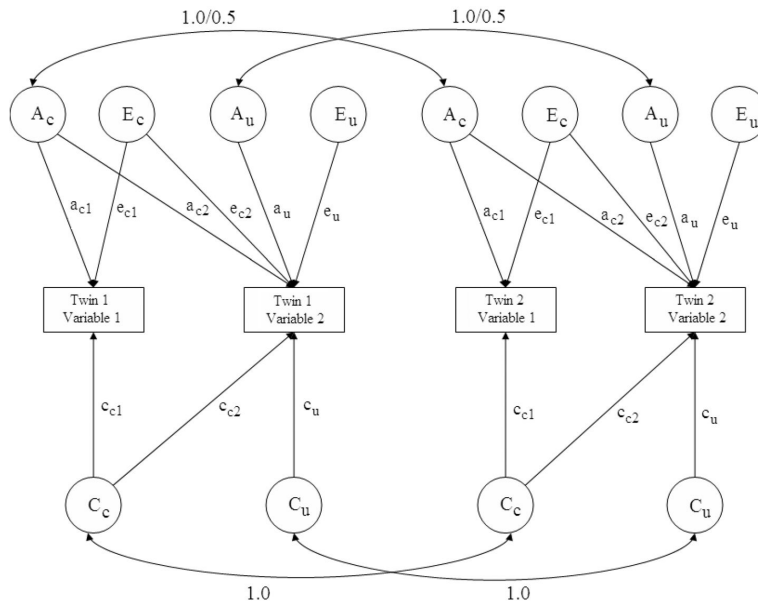 1.0/0.5
1.0/0.5
Ac
Ec
Au
Eu
Ac
Ec
Au
Eu
ac1
ec1
ac2
ec2
au
eu
ac1
ec1
ac2
ec2
au
eu
Twin 1
Variable 1
Twin 1
Variable 2
Twin 2
Variable 1
Twin 2
Variable 2
cc1
cc2
cu
cc1
cc2
cu
Cc
Cu
Cc
Cu
1.0
1.0